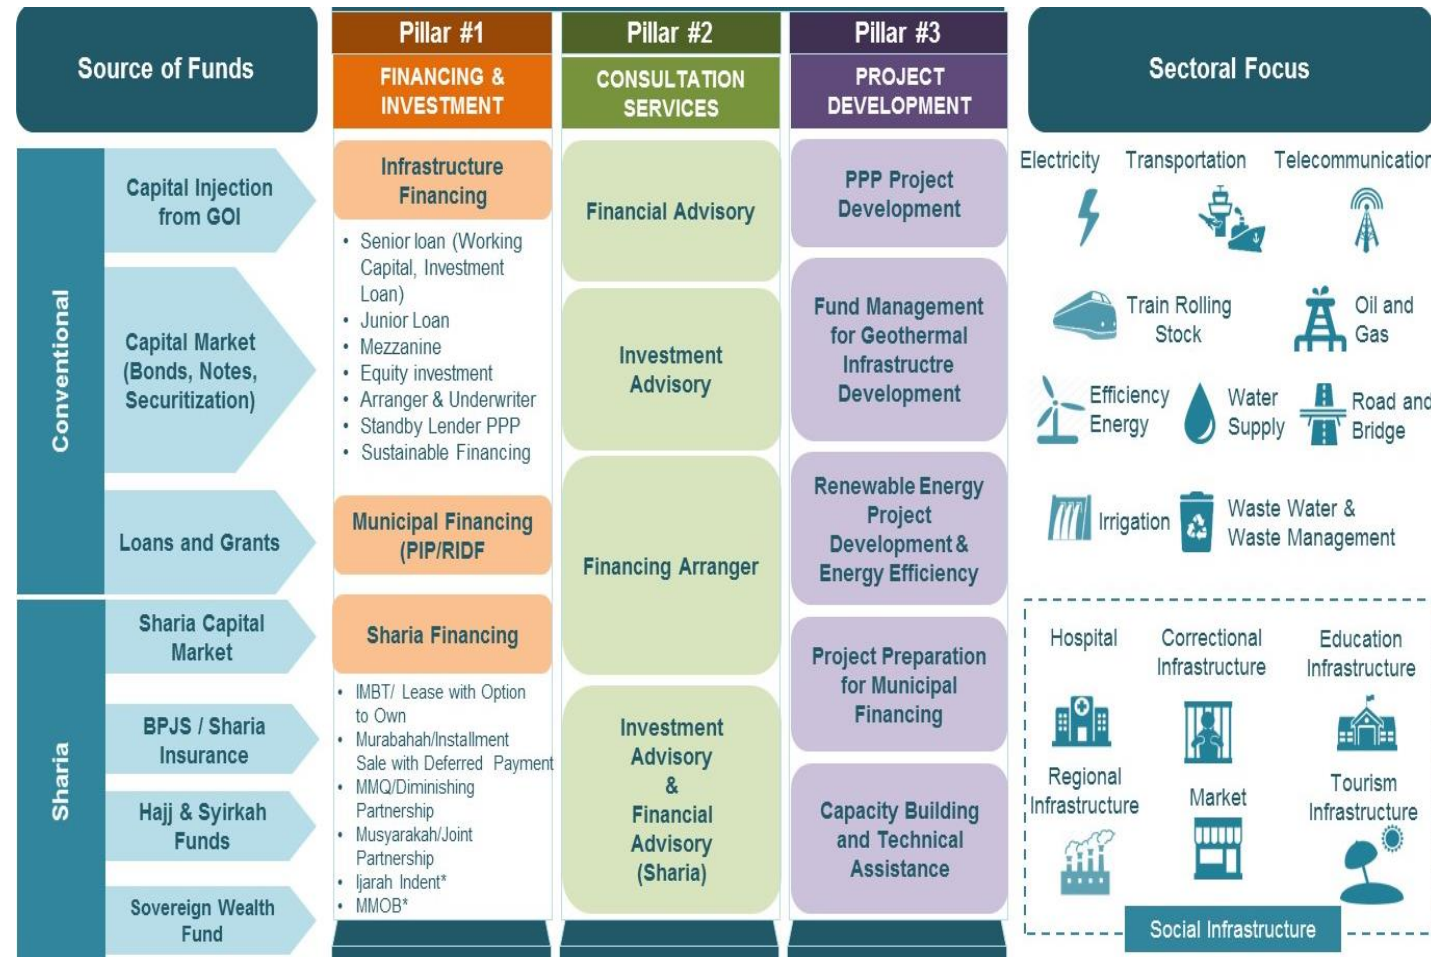 Source of Funds
Conventional
Capital Injection
from GOI
Capital Market
(Bonds, Notes,
Securitization)
Loans and Grants
Sharia
Sharia Capital
Market
BPJS / Sharia
Insurance
Hajj & Syirkah
Funds
Sovereign Wealth
Fund
Pillar #1
FINANCING &
INVESTMENT
Infrastructure
Financing
• Senior loan (Working
Capital, Investment
Loan)
• Junior Loan
• Mezzanine
• Equity investment
• Arranger & Underwriter
• Standby Lender PPP
• Sustainable Financing
Municipal Financing
(PIP/RIDF
Sharia Financing
• IMBT/ Lease with Option
to Own
• Murabahah/Installment
Sale with Deferred Payment
• MMQ/Diminishing
Partnership
• Musyarakah/Joint
Partnership
• Ijarah Indent*
• MMOB*
Pillar #2
CONSULTATION
SERVICES
Financial Advisory
Investment
Advisory
Financing Arranger
Investment
Advisory
&
Financial
Advisory
(Sharia)
Pillar #3
PROJECT
DEVELOPMENT
PPP Project
Development
Fund Management
for Geothermal
Infrastructre
Development
Renewable Energy
Project
Development &
Energy Efficiency
Project Preparation
for Municipal
Financing
Capacity Building
and Technical
Assistance
Sectoral Focus
Electricity
Transportation
Telecommunication
Train Rolling
Stock
Oil and
Gas
Efficiency
Energy
Water
Supply
Road and
Bridge
Irrigation
Waste Water &
Waste Management
Hospital
Correctional
Infrastructure
Education
Infrastructure
Regional
Infrastructure
Market
Tourism
Infrastructure
Social Infrastructure